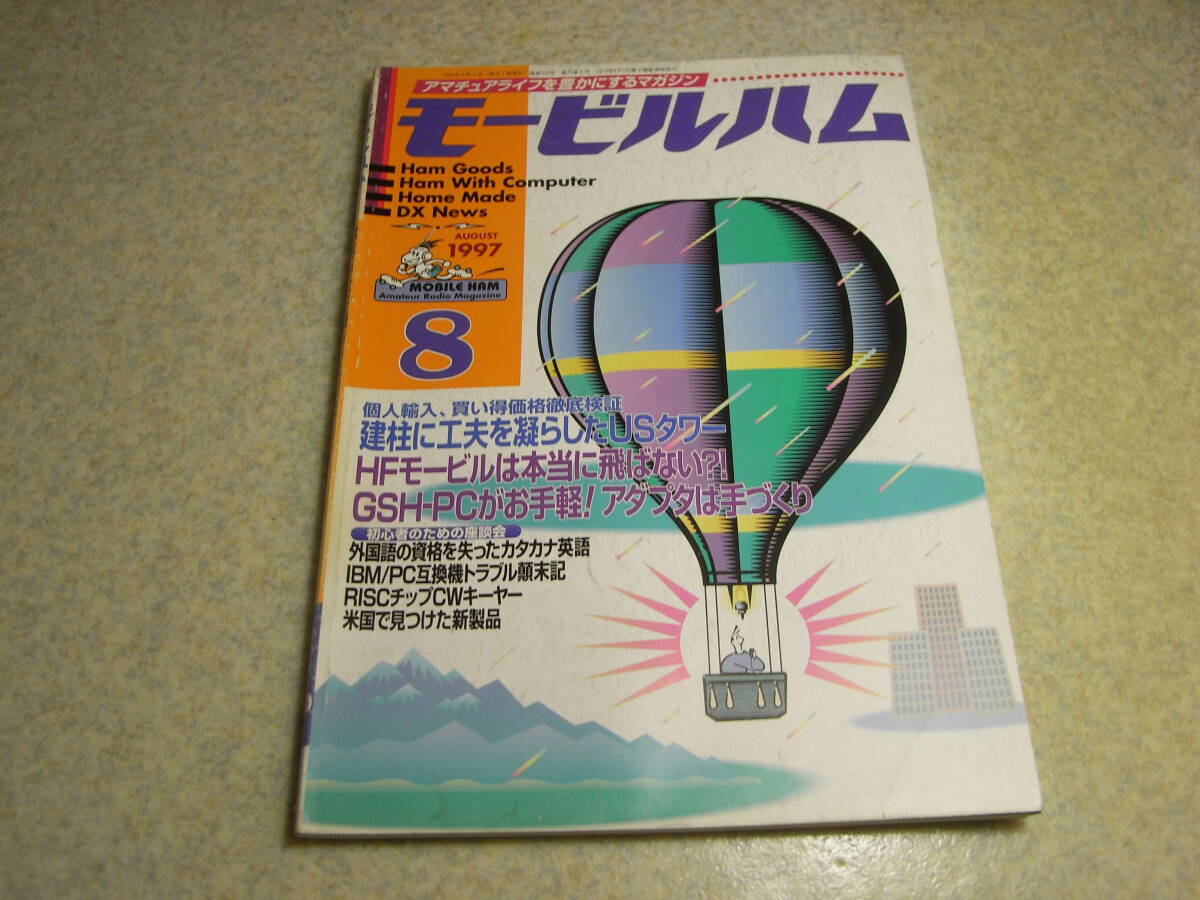 アマチュアライフを豊かにするマガジン
モービルハム
Ham Goods
Ham With Computer
Home Made
DX News
AUGUST
1997
MOBILE HAM
Amateur Radio Magazine
8
個人輸入、買い得価格徹底検証
建柱に工夫を凝らしたUSタワー
HFモービルは本当に飛ばない?!
GSH-PCがお手軽! アダプタは手づくり
初心者のための座談会
外国語の資格を失ったカタカナ英語
IBM/PC互換機トラブル顛末記
RISCチップCWキーヤー
米国で見つけた新製品